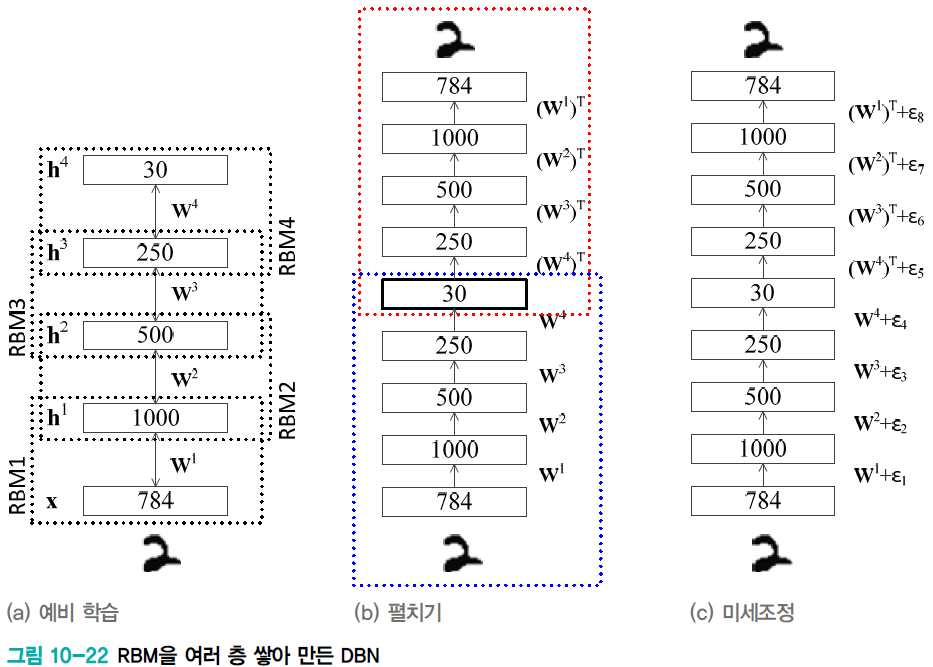 h⁴ 30
W⁴
h³ 250
RBM4
W³
RBM3
h² 500
W²
RBM2
h¹ 1000
W¹
RBM1
x 784
(a) 예비 학습
784
(W¹)ᵀ
1000
(W²)ᵀ
500
(W³)ᵀ
250
(W⁴)ᵀ
30
W⁴
250
W³
500
W²
1000
W¹
784
(b) 펼치기
784
(W¹)ᵀ+ε₈
1000
(W²)ᵀ+ε₇
500
(W³)ᵀ+ε₆
250
(W⁴)ᵀ+ε₅
30
W⁴+ε₄
250
W³+ε₃
500
W²+ε₂
1000
W¹+ε₁
784
(c) 미세조정
그림 10-22 RBM을 여러 층 쌓아 만든 DBN